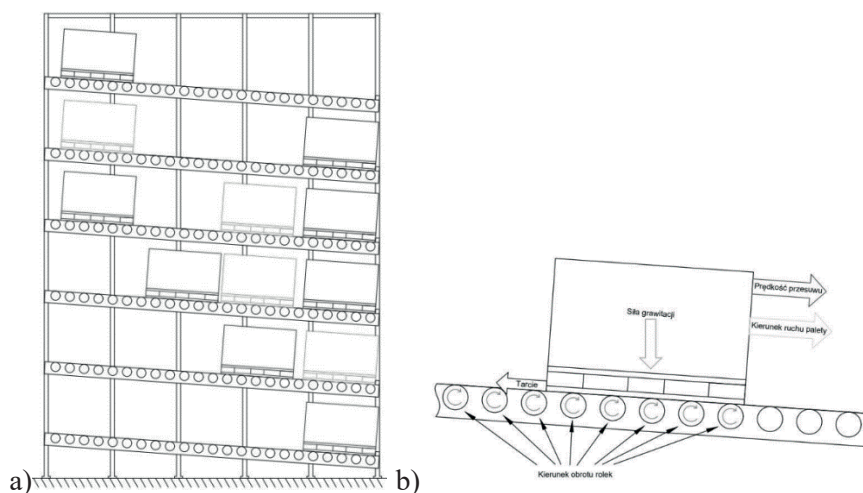 Prędkość przesuwu
Siła grawitacji
Kierunek ruchu palety
Tarcie
Kierunek obrotu rolek
a)
b)